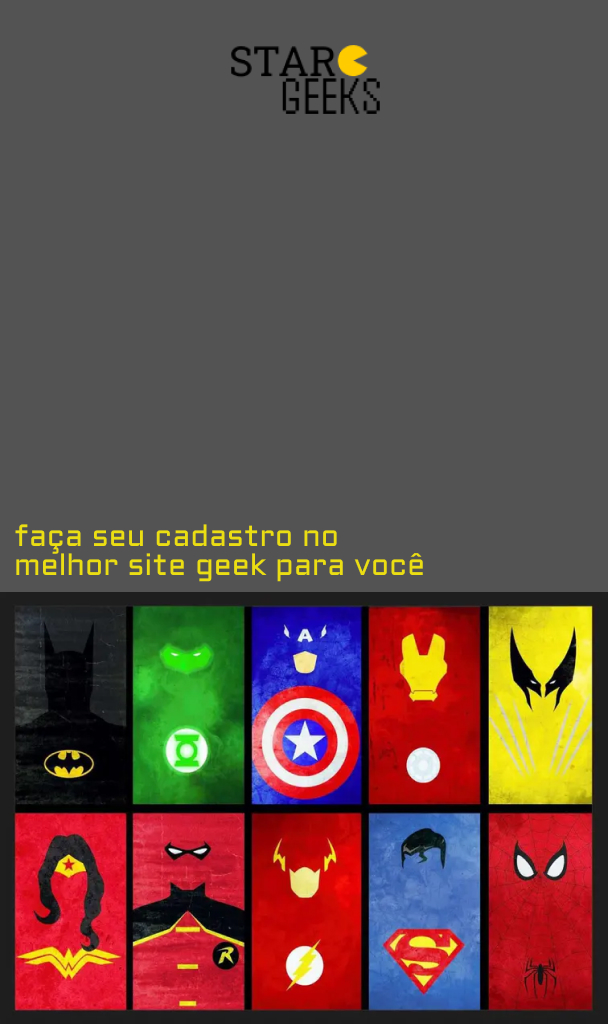 STAR
GEEKS
faça seu cadastro no
melhor site geek para você
A
R
S